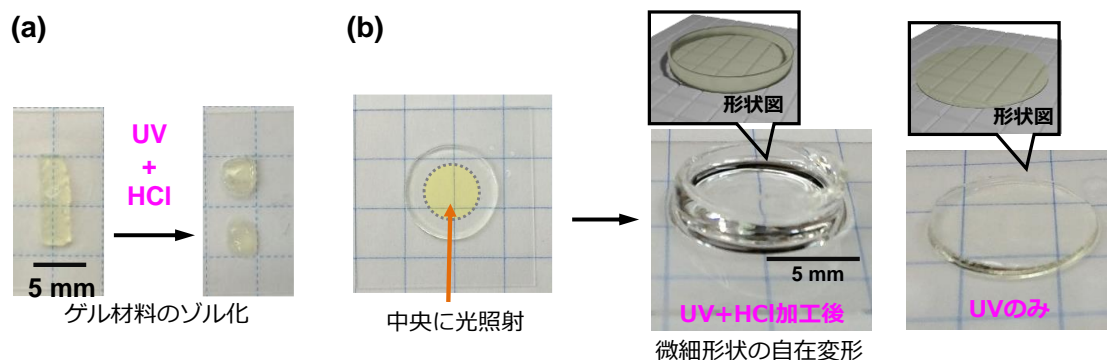 (a)
UV
+
HCl
5 mm
ゲル材料のゾル化
(b)
中央に光照射
形状図
5 mm
UV+HCl加工後
微細形状の自在変形
形状図
UVのみ